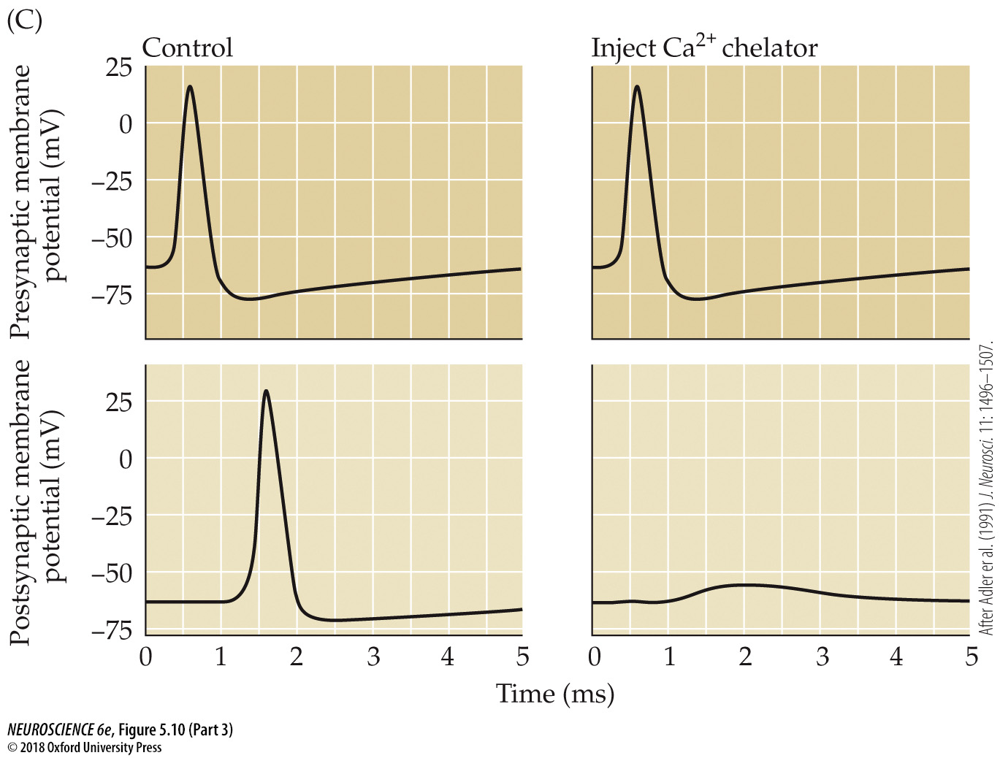 (C)
Control
Inject Ca²⁺ chelator
Presynaptic membrane
potential (mV)
25
0
–25
–50
–75
Postsynaptic membrane
potential (mV)
25
0
–25
–50
–75
0 1 2 3 4 5
0 1 2 3 4 5
Time (ms)
After Adler er al. (1991) J. Neurosci. 11: 1496–1507.
NEUROSCIENCE 6e, Figure 5.10 (Part 3)
© 2018 Oxford University Press